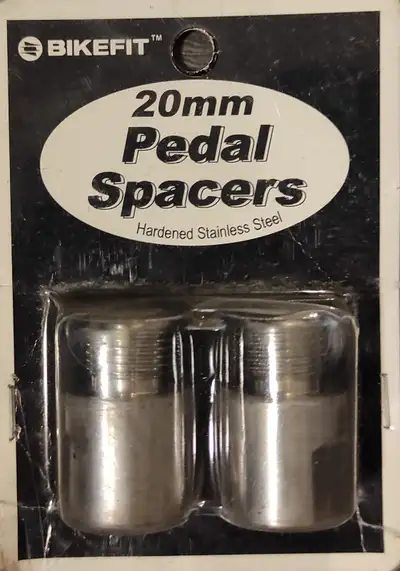 BIKEFIT™
20mm
Pedal
Spacers
Hardened Stainless Steel